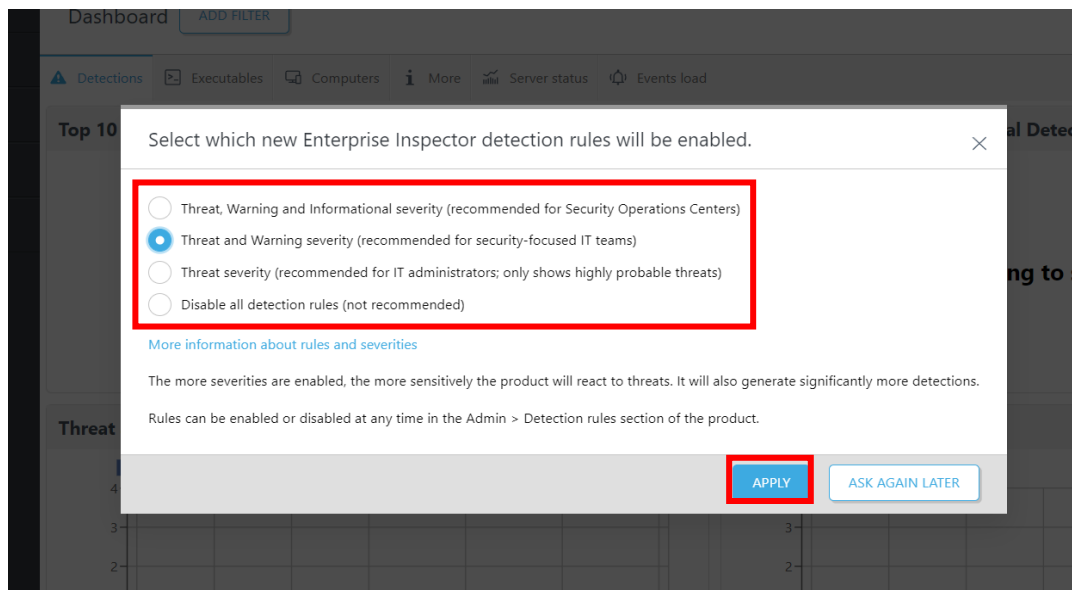 Dashboard ADD FILTER
Detections Executables Computers More Server status Events load
Top 10 al Detec
Select which new Enterprise Inspector detection rules will be enabled.
Threat, Warning and Informational severity (recommended for Security Operations Centers)
Threat and Warning severity (recommended for security-focused IT teams)
ng to
Threat severity (recommended for IT administrators; only shows highly probable threats)
Disable all detection rules (not recommended)
More information about rules and severities
The more severities are enabled, the more sensitively the product will react to threats. It will also generate significantly more detections.
Rules can be enabled or disabled at any time in the Admin > Detection rules section of the product.
Threat
APPLY ASK AGAIN LATER
4
3 3
2 2